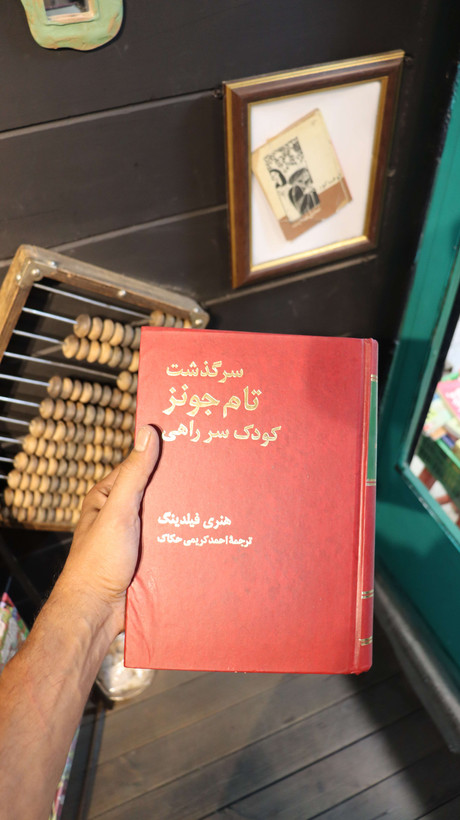 سرگذشت
تام جونز
کودک سر راهی
هنری فیلدینگ
ترجمهٔ احمد کریمی حکاک